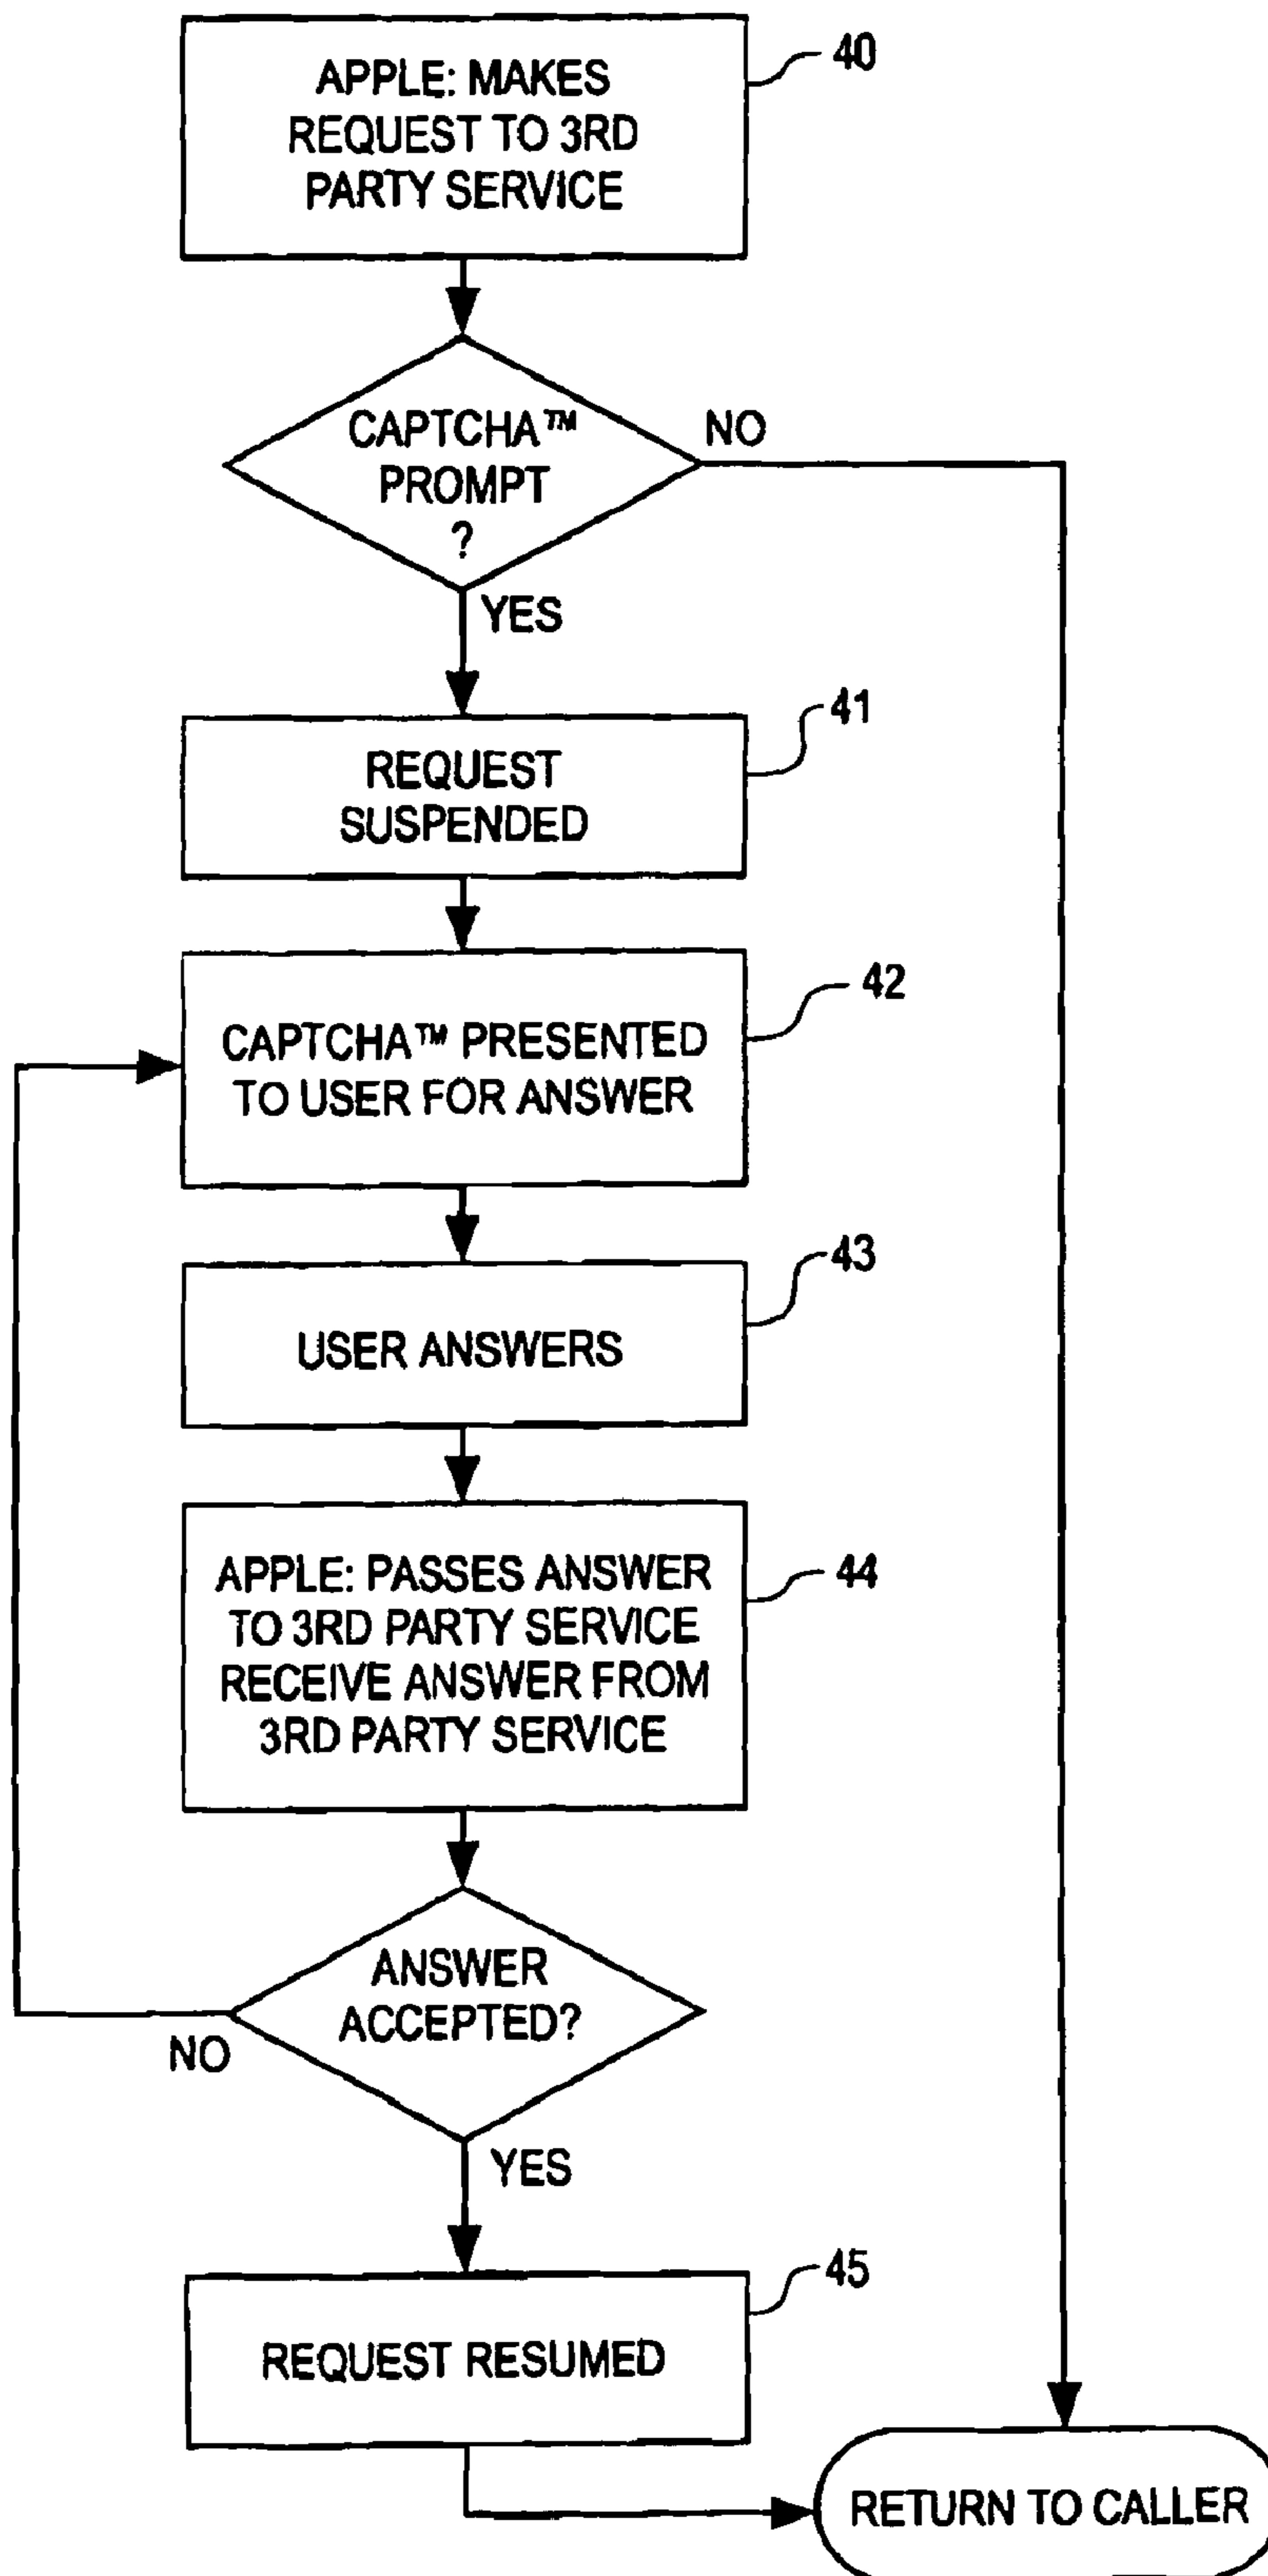 APPLE: MAKES
REQUEST TO 3RD
PARTY SERVICE
40
CAPTCHA™
PROMPT
?
NO
YES
REQUEST
SUSPENDED
41
CAPTCHA™ PRESENTED
TO USER FOR ANSWER
42
USER ANSWERS
43
APPLE: PASSES ANSWER
TO 3RD PARTY SERVICE
RECEIVE ANSWER FROM
3RD PARTY SERVICE
44
ANSWER
ACCEPTED?
NO
YES
REQUEST RESUMED
45
RETURN TO CALLER